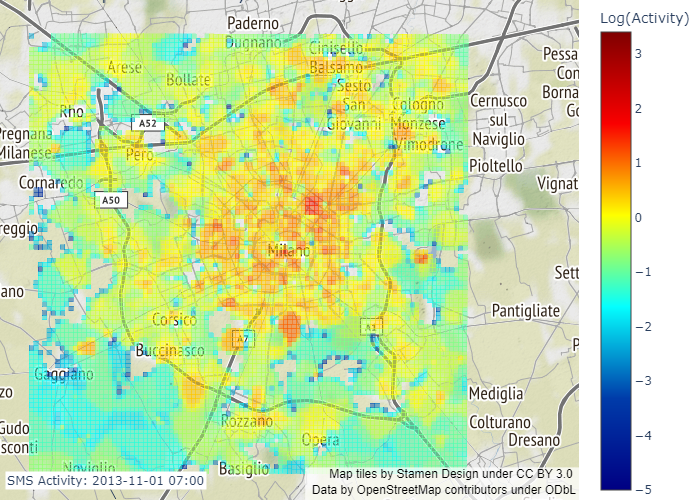 Log(Activity)
Paderno
Dugnano
Cinisello
Balsamo
Arese
Bollate
Sesto
San
Giovanni
Cologno
Monzese
Vimodrone
Rho
A52
Pero
Pregnana
Milanese
Cornaredo
A50
reggio
ano
Pessa
Con
Borna
Go
Cernusco
sul
Naviglio
Pioltello
Vignat
Milano
Sett
Pantigliate
P
Corsico
A7
Buccinasco
Gaggiano
zo
Gudo
sconti
Rozzano
Opera
Noviglio
Basiglio
Mediglia
Colturano
Dresano
3
2
1
0
−1
−2
−3
−4
−5
SMS Activity: 2013-11-01 07:00
Map tiles by Stamen Design under CC BY 3.0
Data by OpenStreetMap contributors under ODbL